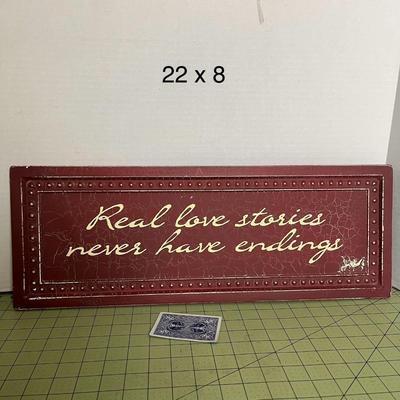 22 x 8
Real love stories
never have endings